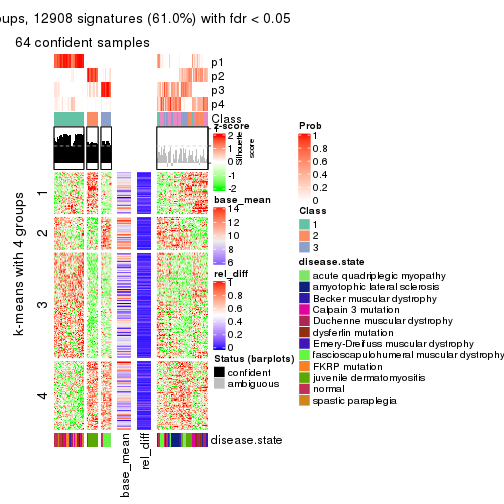 oups, 12908 signatures (61.0%) with fdr < 0.05
64 confident samples
p1
p2
p3
p4
Class
z-score
2
1
0
-1
-2
Silhouette score
base_mean
14
12
10
8
6
rel_diff
1
0.8
0.6
0.4
0.2
0
Status (barplots)
confident
ambiguous
Prob
1
0.8
0.6
0.4
0.2
0
Class
1
2
3
disease.state
acute quadriplegic myopathy
amyotophic lateral sclerosis
Becker muscular dystrophy
Calpain 3 mutation
Duchenne muscular dystrophy
dysferlin mutation
Emery-Dreifuss muscular dystrophy
fascioscapulohumeral muscular dystrophy
FKRP mutation
juvenile dermatomyositis
normal
spastic paraplegia
k-means with 4 groups
1
2
3
4
disease.state
base_mean
rel_diff